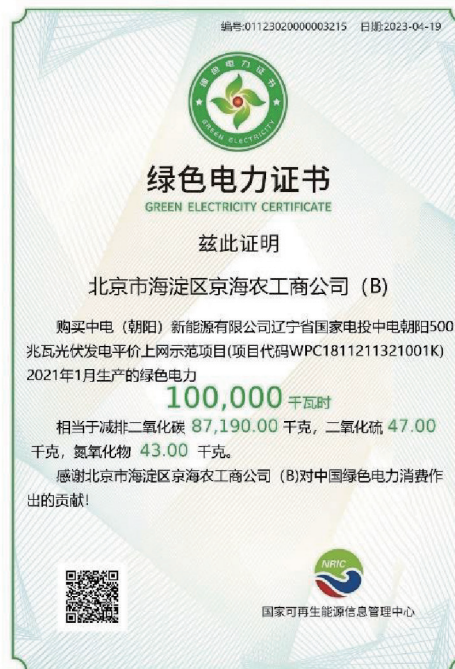 编号:01123020000003215 日期:2023-04-19
绿色电力证书
GREEN ELECTRICITY
绿色电力证书
GREEN ELECTRICITY CERTIFICATE
兹此证明
北京市海淀区京海农工商公司（B）
购买中电（朝阳）新能源有限公司辽宁省国家电投中电朝阳500
兆瓦光伏发电平价上网示范项目(项目代码WPC1811211321001K)
2021年1月生产的绿色电力
100,000 千瓦时
相当于减排二氧化碳 87,190.00 千克，二氧化硫 47.00
千克，氮氧化物 43.00 千克。
感谢北京市海淀区京海农工商公司（B)对中国绿色电力消费作
出的贡献!
NRIC
国家可再生能源信息管理中心